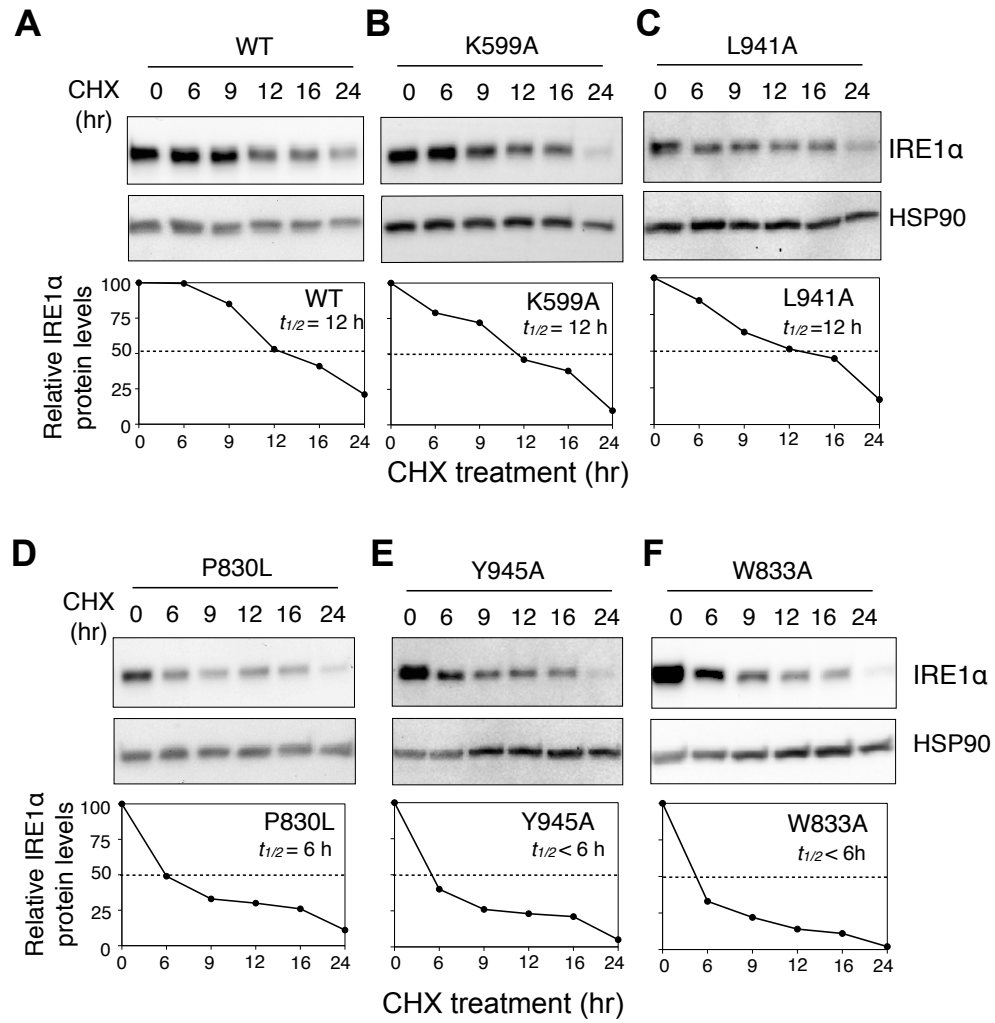 A
B
C
WT
K599A
L941A
CHX
(hr)
0 6 9 12 16 24
0 6 9 12 16 24
0 6 9 12 16 24
IRE1α
HSP90
Relative IRE1α
protein levels
100
75
50
25
0
WT
t1/2 = 12 h
K599A
t1/2 = 12 h
L941A
t1/2 =12 h
0 6 9 12 16 24
0 6 9 12 16 24
0 6 9 12 16 24
CHX treatment (hr)
D
E
F
P830L
Y945A
W833A
CHX
(hr)
0 6 9 12 16 24
0 6 9 12 16 24
0 6 9 12 16 24
IRE1α
HSP90
Relative IRE1α
protein levels
100
75
50
25
0
P830L
t1/2 = 6 h
Y945A
t1/2 < 6 h
W833A
t1/2 < 6h
0 6 9 12 16 24
0 6 9 12 16 24
0 6 9 12 16 24
CHX treatment (hr)